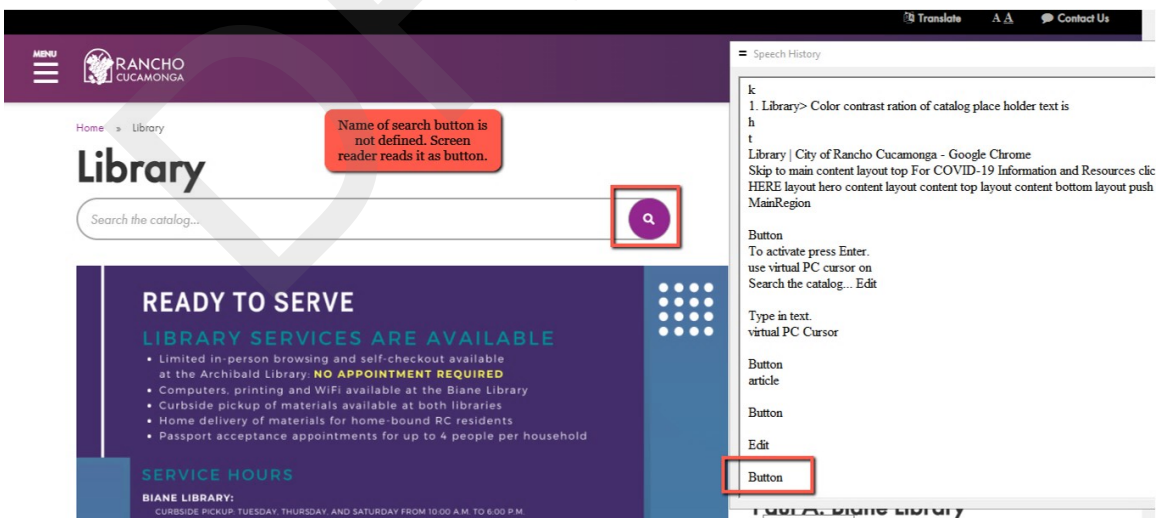 Translate A A Contact Us
MENU
RANCHO
CUCAMONGA
Home » Library
Library
Name of search button is
not defined. Screen
reader reads it as button.
Search the catalog...
READY TO SERVE
LIBRARY SERVICES ARE AVAILABLE
• Limited in-person browsing and self-checkout available
at the Archibald Library: NO APPOINTMENT REQUIRED
• Computers, printing and WiFi available at the Biane Library
• Curbside pickup of materials available at both libraries
• Home delivery of materials for home-bound RC residents
• Passport acceptance appointments for up to 4 people per household
SERVICE HOURS
BIANE LIBRARY:
CURBSIDE PICKUP: TUESDAY, THURSDAY, AND SATURDAY FROM 10:00 A.M. TO 6:00 P.M.
Speech History
k
1. Library> Color contrast ration of catalog place holder text is
h
t
Library | City of Rancho Cucamonga - Google Chrome
Skip to main content layout top For COVID-19 Information and Resources clic
HERE layout hero content layout content top layout content bottom layout push
MainRegion
Button
To activate press Enter.
use virtual PC cursor on
Search the catalog... Edit
Type in text.
virtual PC Cursor
Button
article
Button
Edit
Button
Paul A. Biane Library